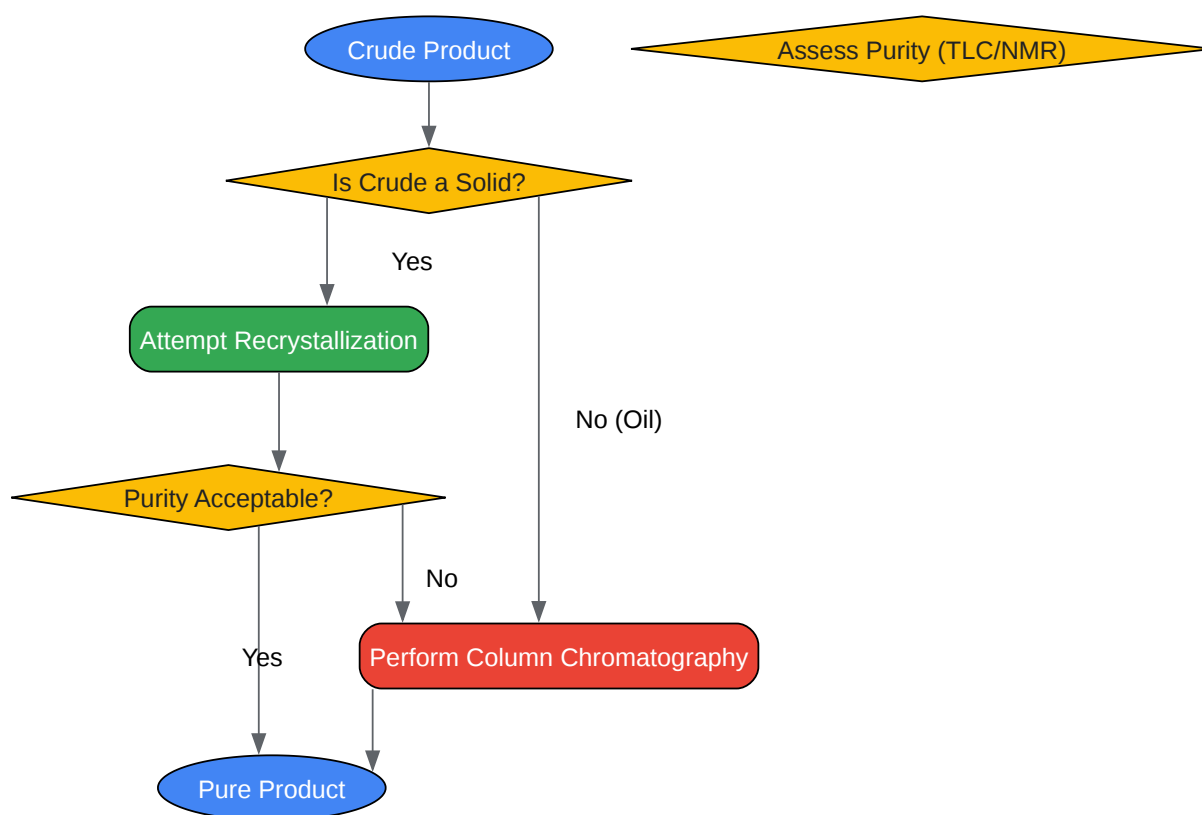 Crude Product
Assess Purity (TLC/NMR)
Is Crude a Solid?
Yes
Attempt Recrystallization
No (Oil)
Purity Acceptable?
No
Yes
Perform Column Chromatography
Pure Product